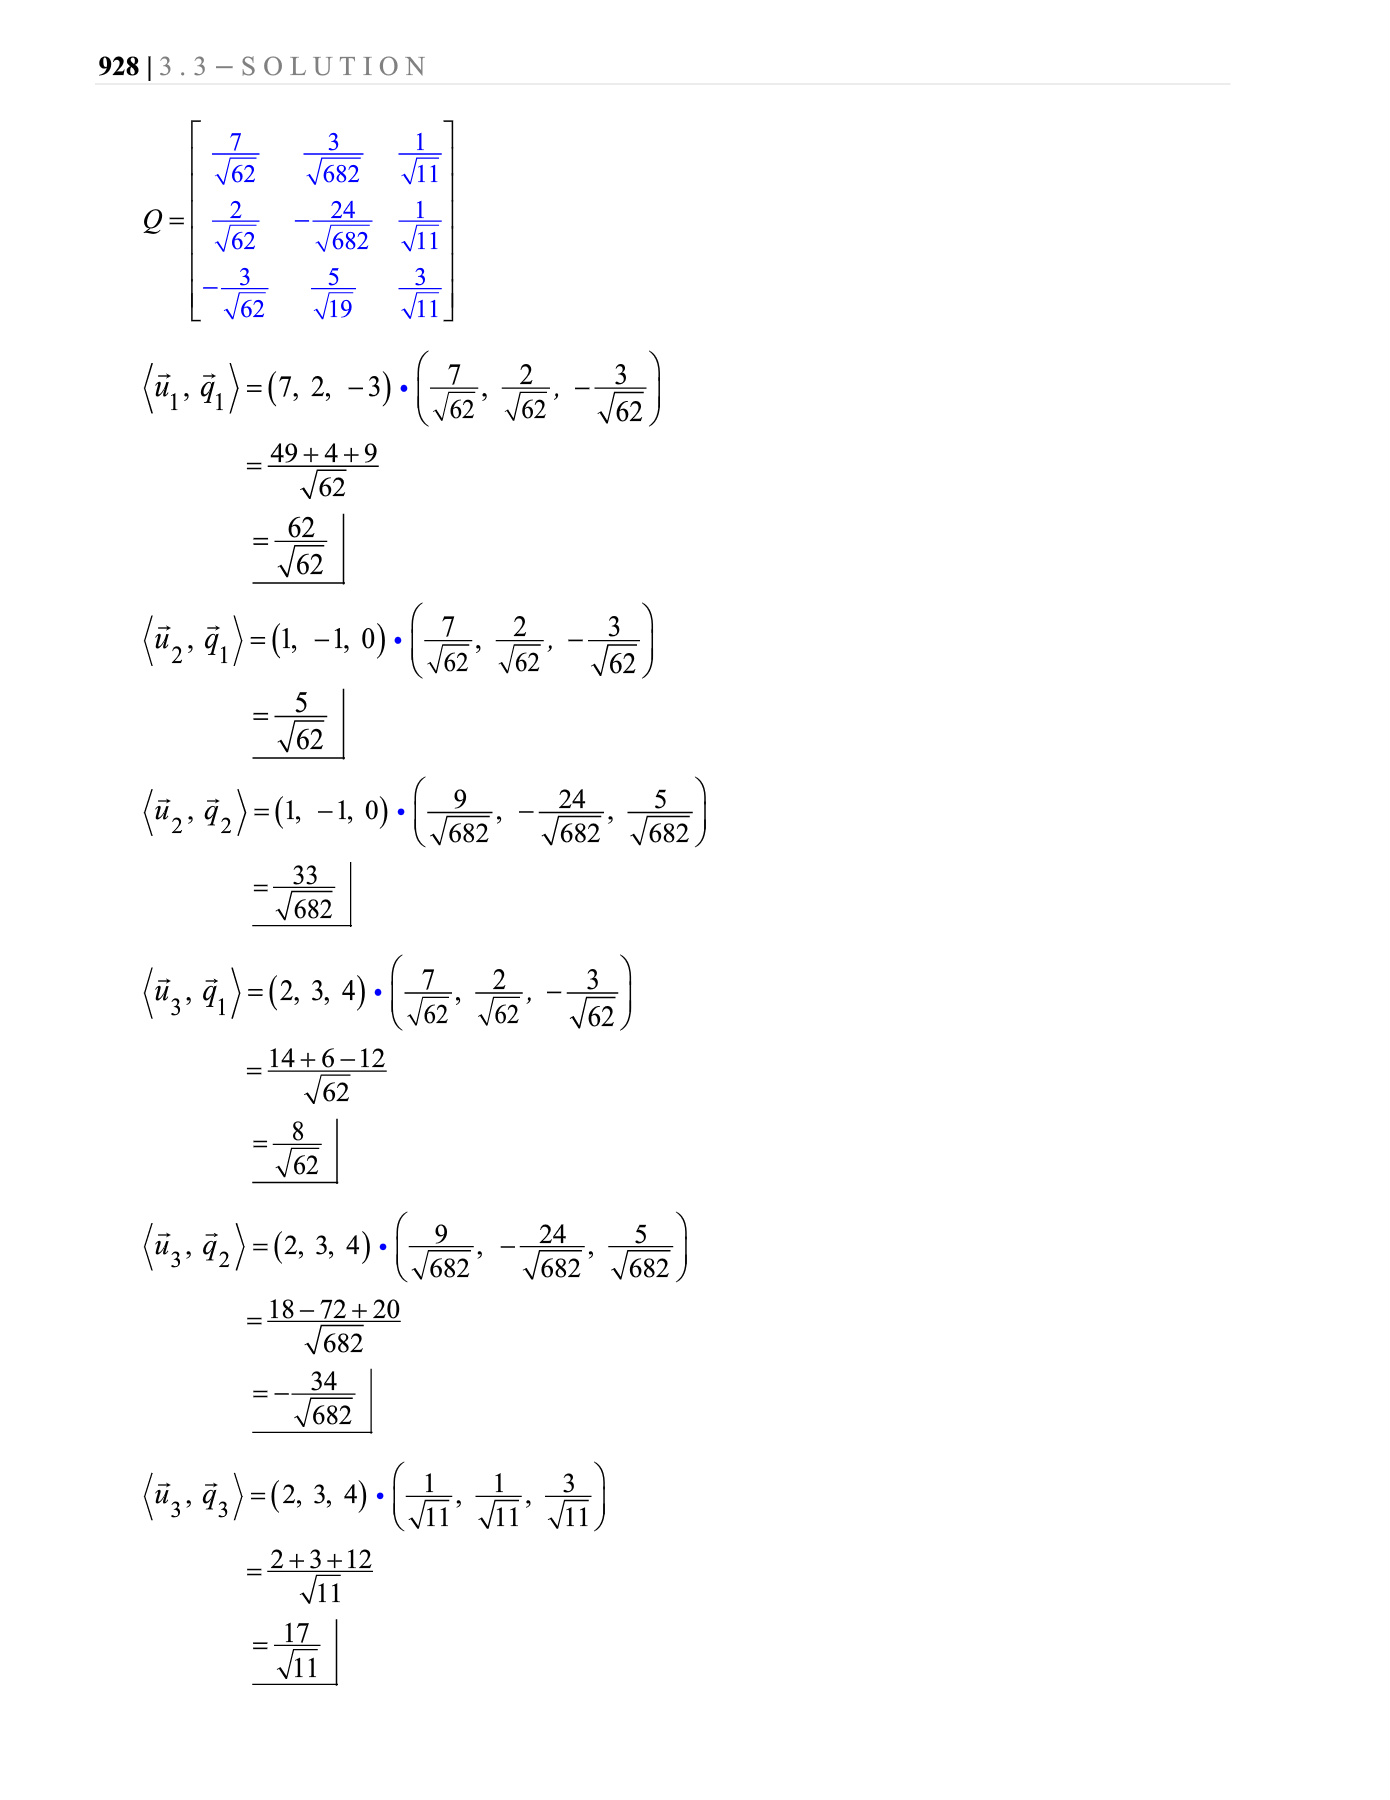 928 | 3.3 – SOLUTION
Q = [ 7/√62 3/√682 1/√11
2/√62 −24/√682 1/√11
−3/√62 5/√19 3/√11 ]
⟨u⃗₁, q⃗₁⟩ = (7, 2, −3) • (7/√62, 2/√62, −3/√62)
= (49 + 4 + 9)/√62
= 62/√62
⟨u⃗₂, q⃗₁⟩ = (1, −1, 0) • (7/√62, 2/√62, −3/√62)
= 5/√62
⟨u⃗₂, q⃗₂⟩ = (1, −1, 0) • (9/√682, −24/√682, 5/√682)
= 33/√682
⟨u⃗₃, q⃗₁⟩ = (2, 3, 4) • (7/√62, 2/√62, −3/√62)
= (14 + 6 − 12)/√62
= 8/√62
⟨u⃗₃, q⃗₂⟩ = (2, 3, 4) • (9/√682, −24/√682, 5/√682)
= (18 − 72 + 20)/√682
= −34/√682
⟨u⃗₃, q⃗₃⟩ = (2, 3, 4) • (1/√11, 1/√11, 3/√11)
= (2 + 3 + 12)/√11
= 17/√11